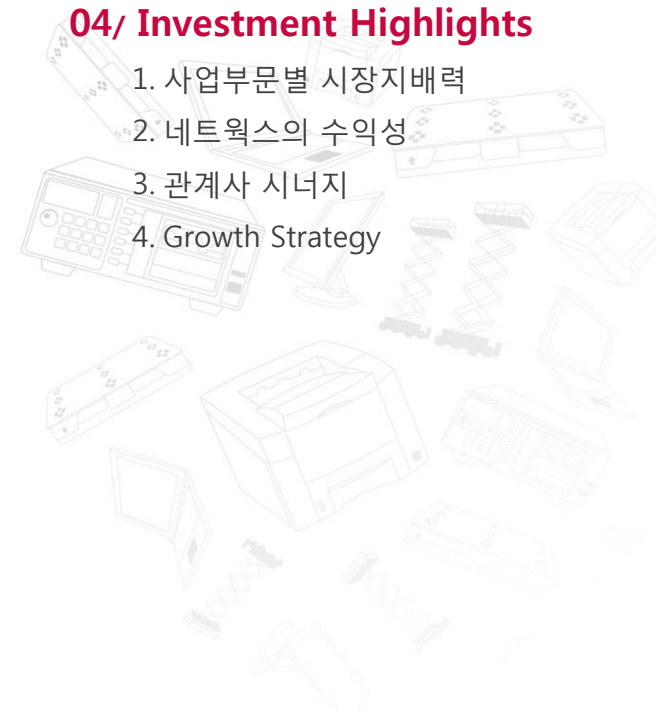 04/ Investment Highlights
1. 사업부문별 시장지배력
2. 네트웍스의 수익성
3. 관계사 시너지
4. Growth Strategy